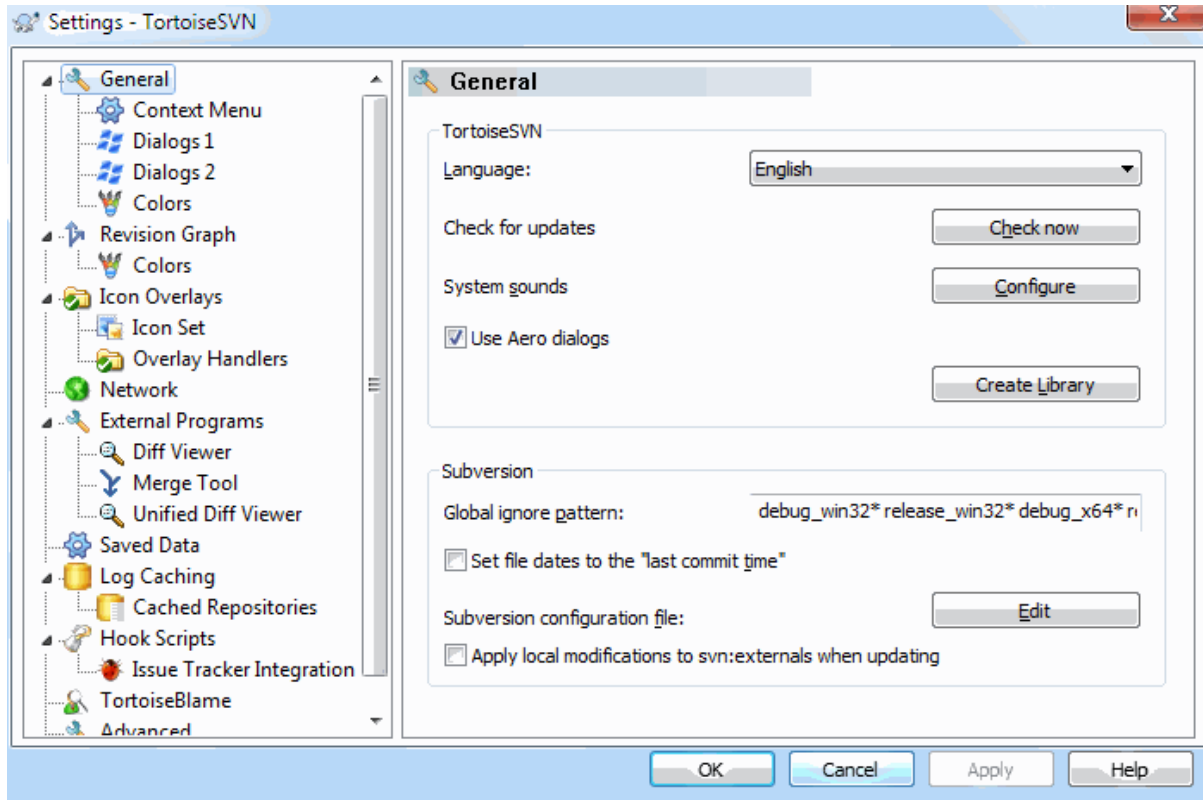 Settings - TortoiseSVN
General
Context Menu
Dialogs 1
Dialogs 2
Colors
Revision Graph
Colors
Icon Overlays
Icon Set
Overlay Handlers
Network
External Programs
Diff Viewer
Merge Tool
Unified Diff Viewer
Saved Data
Log Caching
Cached Repositories
Hook Scripts
Issue Tracker Integration
TortoiseBlame
Advanced
General
TortoiseSVN
Language: English
Check for updates Check now
System sounds Configure
Use Aero dialogs
Create Library
Subversion
Global ignore pattern: debug_win32* release_win32* debug_x64*
Set file dates to the "last commit time"
Subversion configuration file: Edit
Apply local modifications to svn:externals when updating
OK Cancel Apply Help